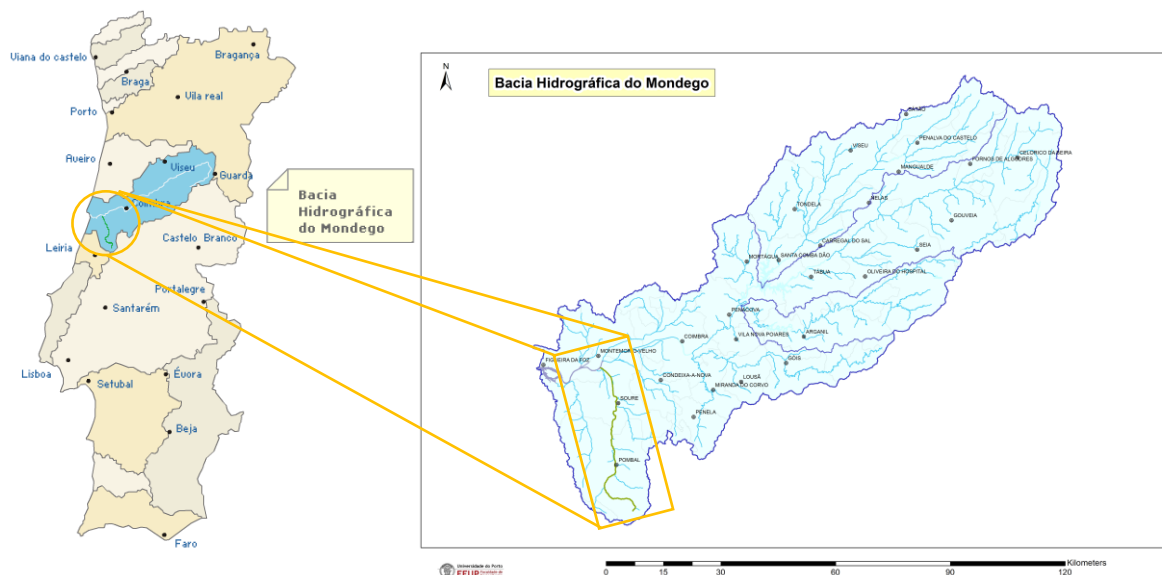 Viana do castelo
Bragança
Braga
Vila real
Porto
Aveiro
Viseu
Guarda
Coimbra
Leiria
Castelo Branco
Portalegre
Santarém
Lisboa
Setubal
Évora
Beja
Faro
Bacia
Hidrográfica
do Mondego
N
Bacia Hidrográfica do Mondego
PENALVA DO CASTELO
VISEU
CELORICO DA BEIRA
FORNOS DE ALGODRES
MANGUALDE
NELAS
TONDELA
GOUVEIA
CARREGAL DO SAL
SEIA
MORTÁGUA
SANTA COMBA DÃO
TÁBUA
OLIVEIRA DO HOSPITAL
PENACOVA
COIMBRA
VILA NOVA POIARES
ARGANIL
MONTEMOR-O-VELHO
FIGUEIRA DA FOZ
GOIS
CONDEIXA-A-NOVA
LOUSÃ
MIRANDA DO CORVO
SOURE
PENELA
POMBAL
Universidade do Porto
FEUP
Kilometers
0 15 30 60 90 120